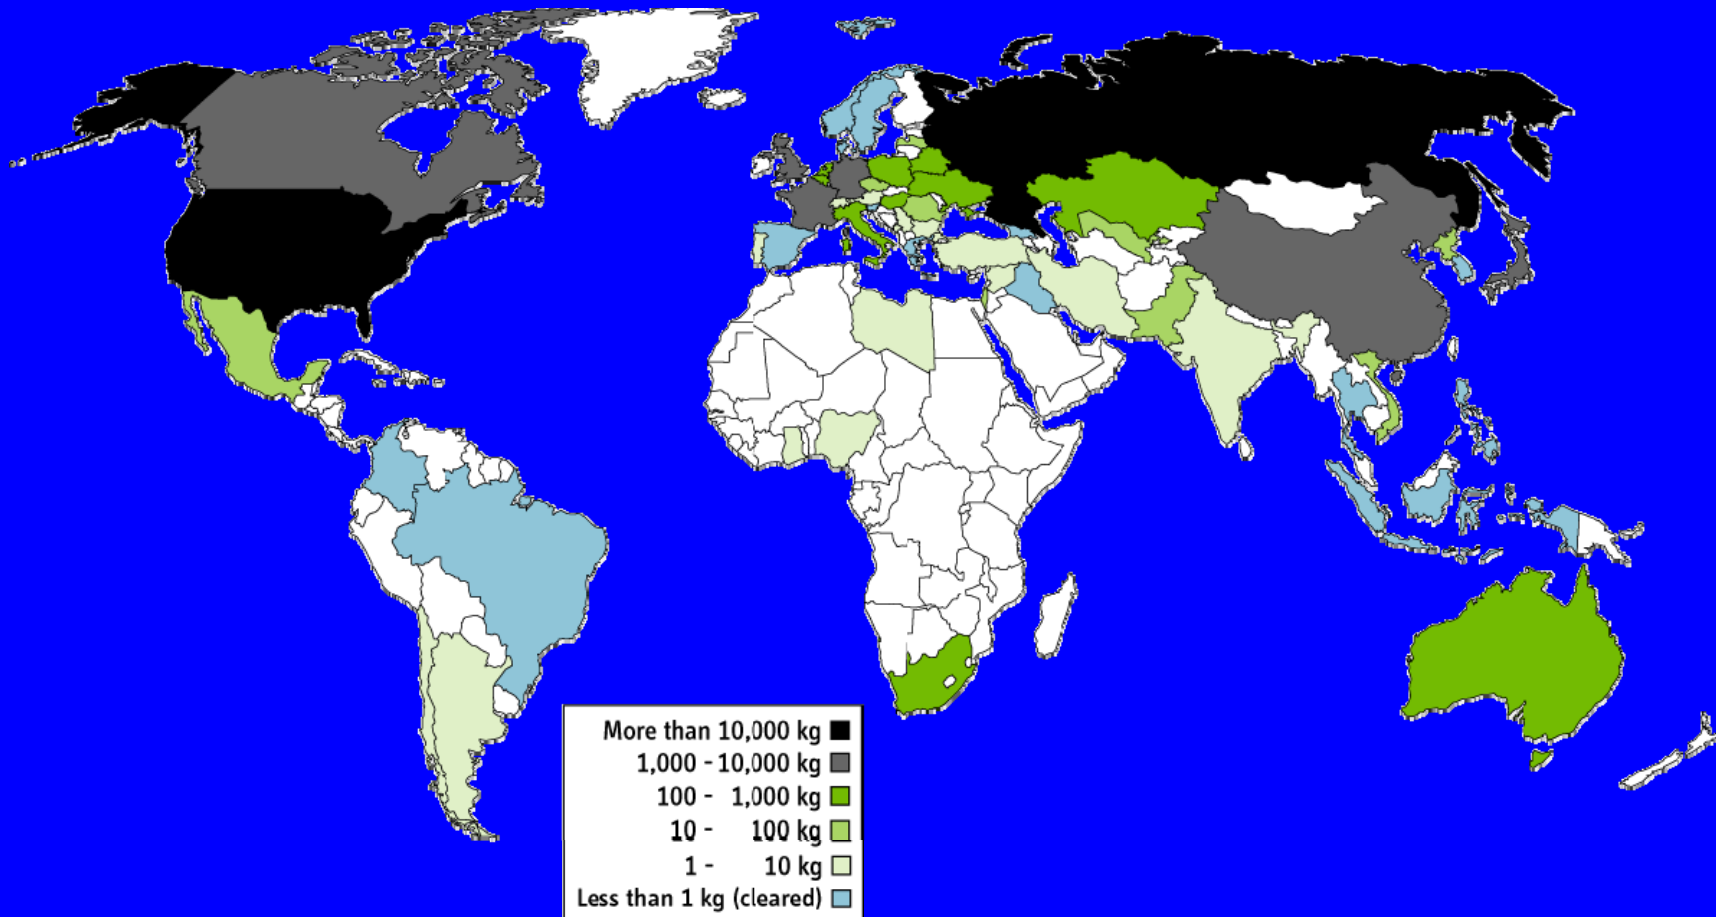 More than 10,000 kg
1,000 - 10,000 kg
100 - 1,000 kg
10 - 100 kg
1 - 10 kg
Less than 1 kg (cleared)